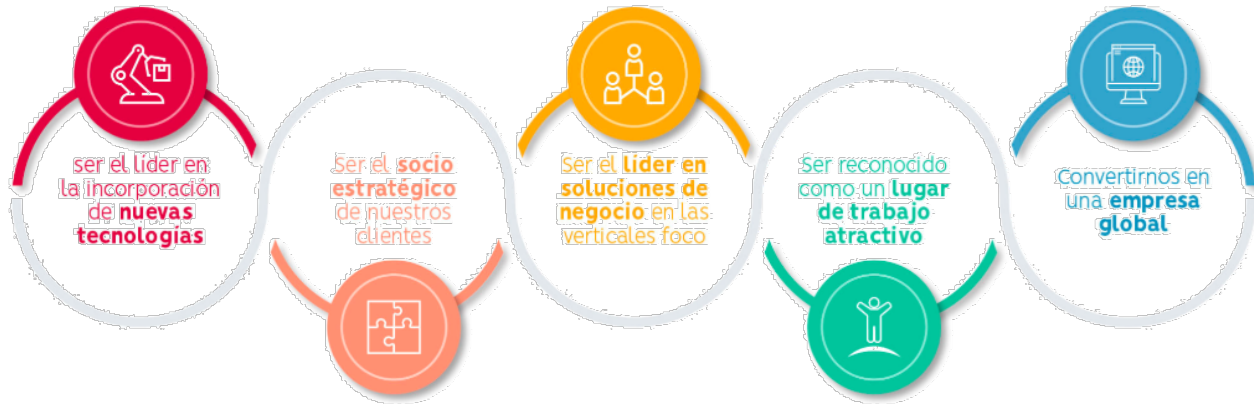 ser el líder en
la incorporación
de nuevas
tecnologías
Ser el socio
estratégico
de nuestros
clientes
Ser el líder en
soluciones de
negocio en las
verticales foco
Ser reconocido
como un lugar
de trabajo
atractivo
Convertirnos en
una empresa
global